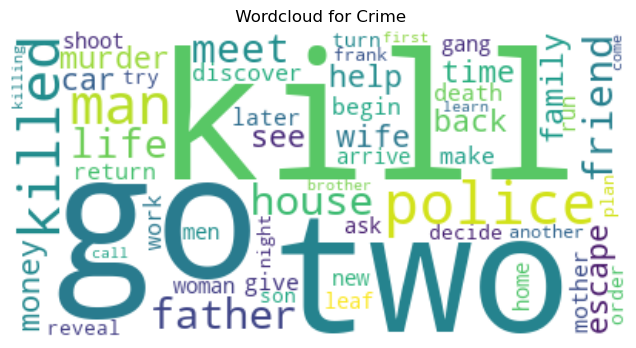 Wordcloud for Crime
killing
shoot
murder
car
try
meet
discover
turn
first
frank
help
begin
gang
time
death
learn
back
family
run
friend
come
killed
man
life
return
kill
later
see
wife
arrive
make
go
two
house
brother
police
plan
money
call
work
men
night
ask
decide
another
escape
reveal
father
woman
give
son
new
leaf
home
mother
order